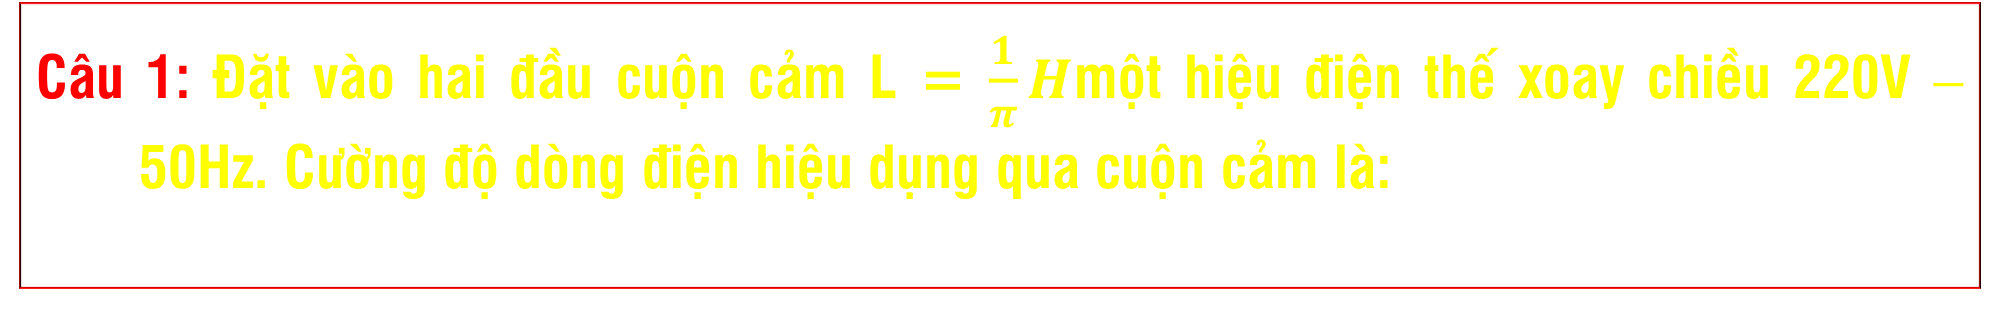 Câu 1: Đặt vào hai đầu cuộn cảm L = 1/π H một hiệu điện thế xoay chiều 220V –
50Hz. Cường độ dòng điện hiệu dụng qua cuộn cảm là: